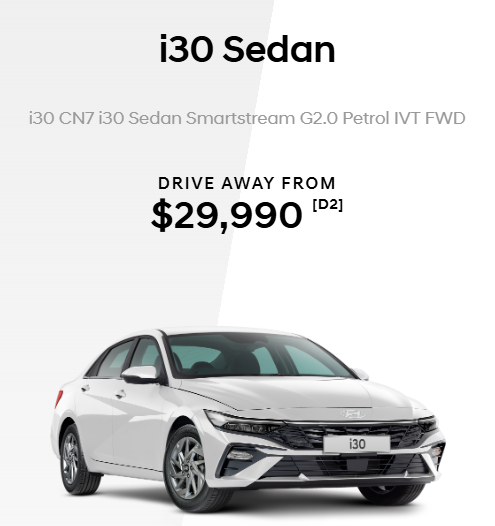 i30 Sedan
i30 CN7 i30 Sedan Smartstream G2.0 Petrol IVT FWD
DRIVE AWAY FROM
$29,990 [D2]
i30